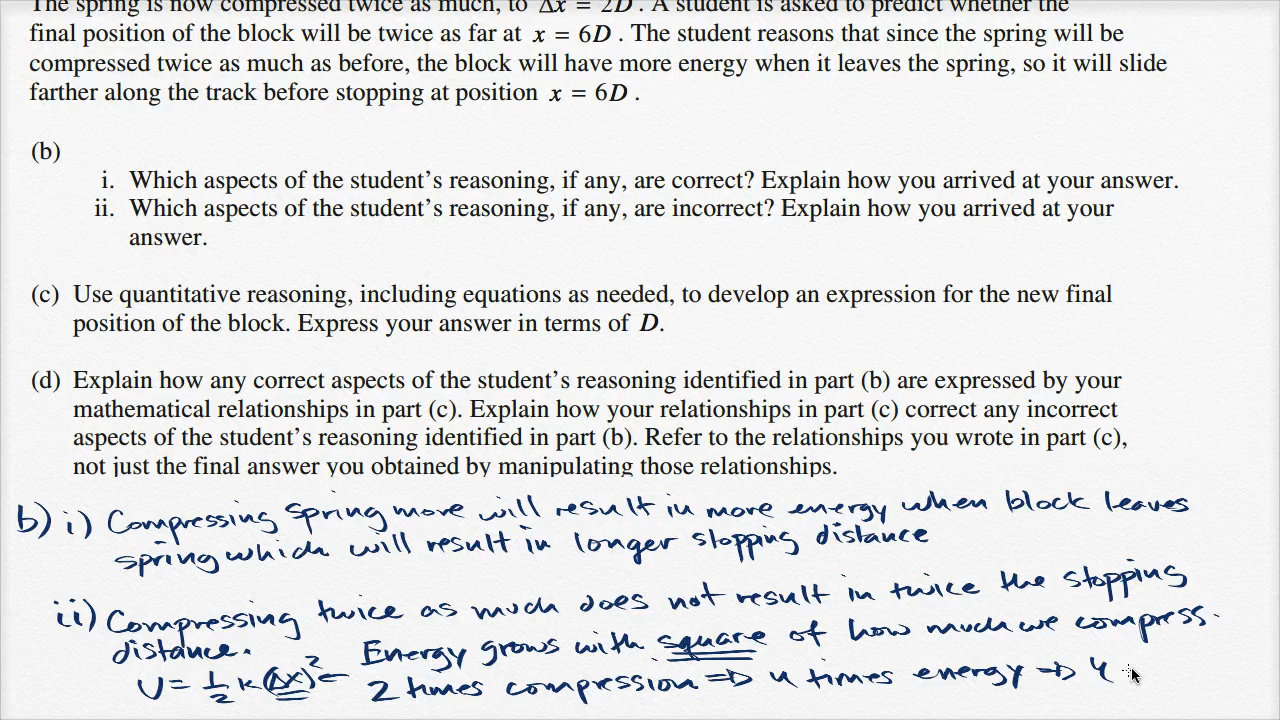 The spring is now compressed twice as much, to Δx = 2D. A student is asked to predict whether the
final position of the block will be twice as far at x = 6D. The student reasons that since the spring will be
compressed twice as much as before, the block will have more energy when it leaves the spring, so it will slide
farther along the track before stopping at position x = 6D.
(b)
i. Which aspects of the student's reasoning, if any, are correct? Explain how you arrived at your answer.
ii. Which aspects of the student's reasoning, if any, are incorrect? Explain how you arrived at your
answer.
(c) Use quantitative reasoning, including equations as needed, to develop an expression for the new final
position of the block. Express your answer in terms of D.
(d) Explain how any correct aspects of the student's reasoning identified in part (b) are expressed by your
mathematical relationships in part (c). Explain how your relationships in part (c) correct any incorrect
aspects of the student's reasoning identified in part (b). Refer to the relationships you wrote in part (c),
not just the final answer you obtained by manipulating those relationships.
b) i) Compressing spring more will result in more energy when block leaves
spring which will result in longer stopping distance
ii) Compressing twice as much does not result in twice the stopping
distance. Energy grows with square of how much we compress.
U = 1/2 K (Δx)² ← 2 times compression ⇒ 4 times energy ⇒ 4